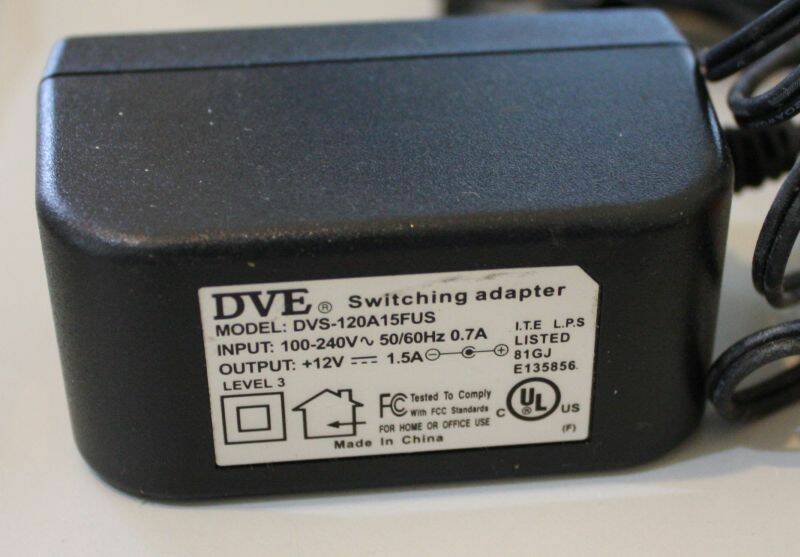 DVE® Switching adapter
MODEL: DVS-120A15FUS
INPUT: 100-240V∿ 50/60Hz 0.7A
OUTPUT: +12V ⎓ 1.5A ⊖ ⊕
LEVEL 3
I.T.E L.P.S
LISTED
81GJ
E135856
FC Tested To Comply
With FCC Standards
FOR HOME OR OFFICE USE
C UL® US
(F)
Made In China